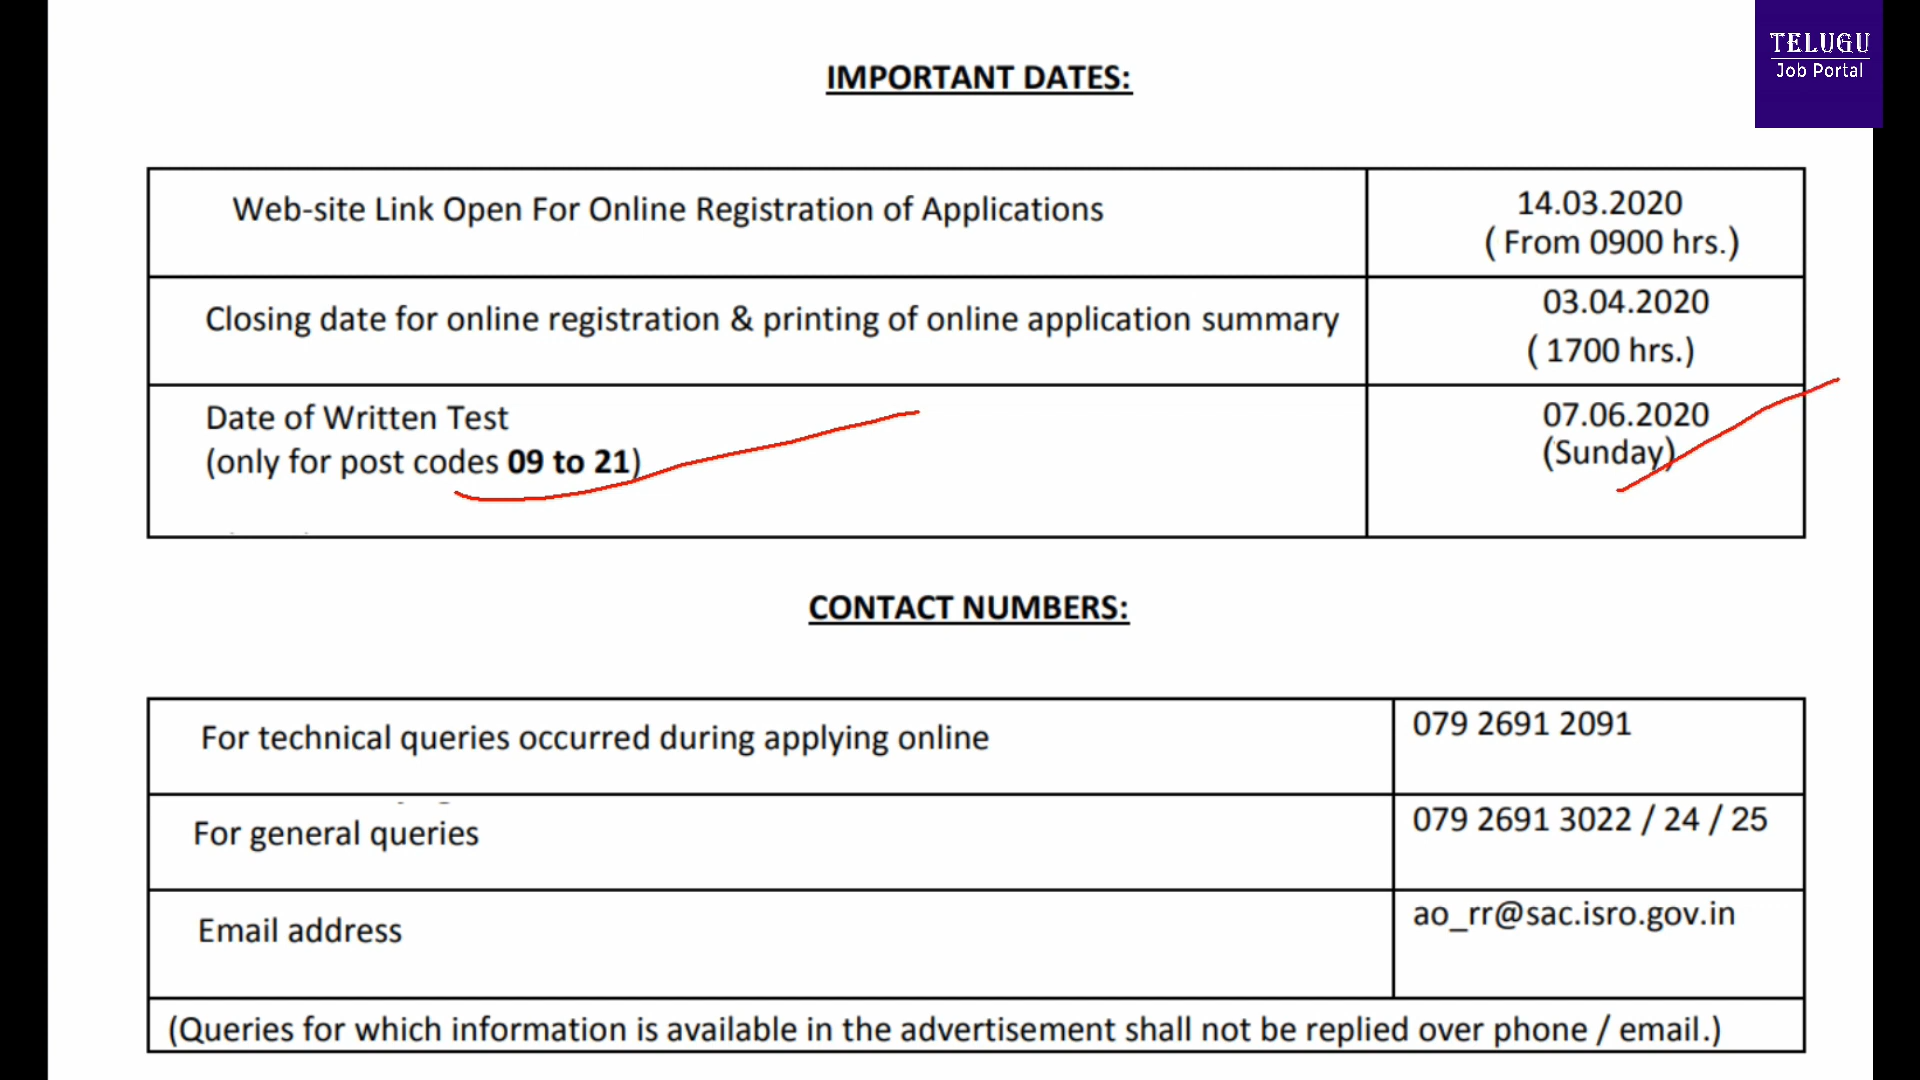 TELUGU
Job Portal
IMPORTANT DATES:
Web-site Link Open For Online Registration of Applications
14.03.2020
( From 0900 hrs.)
Closing date for online registration & printing of online application summary
03.04.2020
( 1700 hrs.)
Date of Written Test
(only for post codes 09 to 21)
07.06.2020
(Sunday)
CONTACT NUMBERS:
For technical queries occurred during applying online
079 2691 2091
For general queries
079 2691 3022 / 24 / 25
Email address
ao_rr@sac.isro.gov.in
(Queries for which information is available in the advertisement shall not be replied over phone / email.)